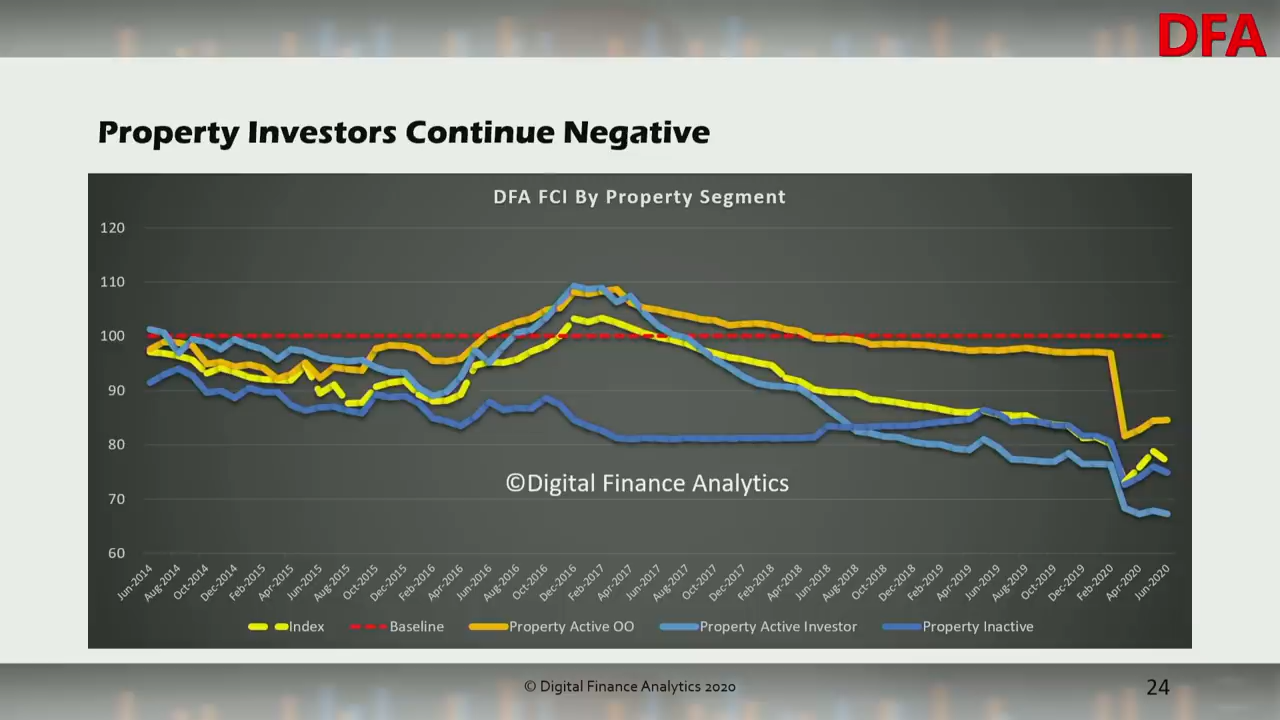 DFA
Property Investors Continue Negative
DFA FCI By Property Segment
120
110
100
90
80
70
60
©Digital Finance Analytics
Jun-2014 Aug-2014 Oct-2014 Dec-2014 Feb-2015 Apr-2015 Jun-2015 Aug-2015 Oct-2015 Dec-2015 Feb-2016 Apr-2016 Jun-2016 Aug-2016 Oct-2016 Dec-2016 Feb-2017 Apr-2017 Jun-2017 Aug-2017 Oct-2017 Dec-2017 Feb-2018 Apr-2018 Jun-2018 Aug-2018 Oct-2018 Dec-2018 Feb-2019 Apr-2019 Jun-2019 Aug-2019 Oct-2019 Dec-2019 Feb-2020 Apr-2020 Jun-2020
Index Baseline Property Active OO Property Active Investor Property Inactive
© Digital Finance Analytics 2020
24